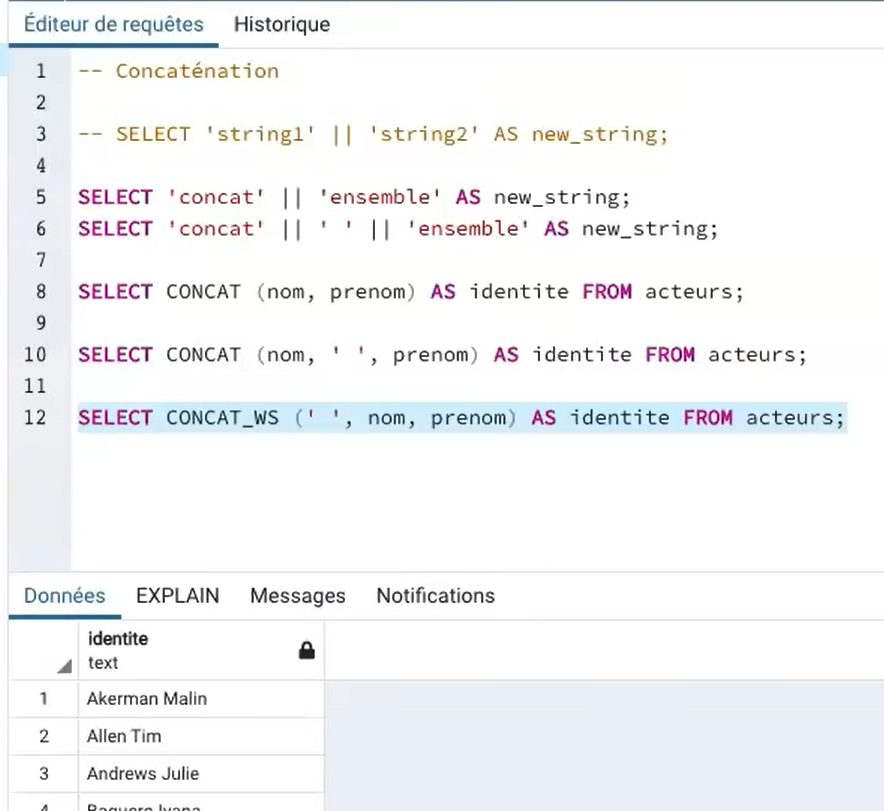 Éditeur de requêtes Historique
1 -- Concaténation
2
3 -- SELECT 'string1' || 'string2' AS new_string;
4
5 SELECT 'concat' || 'ensemble' AS new_string;
6 SELECT 'concat' || ' ' || 'ensemble' AS new_string;
7
8 SELECT CONCAT (nom, prenom) AS identite FROM acteurs;
9
10 SELECT CONCAT (nom, ' ', prenom) AS identite FROM acteurs;
11
12 SELECT CONCAT_WS (' ', nom, prenom) AS identite FROM acteurs;
Données EXPLAIN Messages Notifications
identite
text
1 Akerman Malin
2 Allen Tim
3 Andrews Julie
4